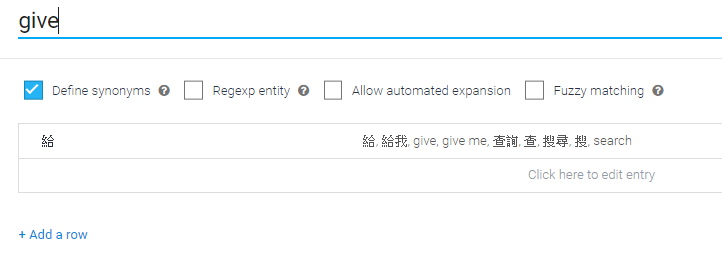 give
Define synonyms ? Regexp entity ? Allow automated expansion Fuzzy matching ?
給 給, 給我, give, give me, 查詢, 查, 搜尋, 搜, search
Click here to edit entry
+ Add a row